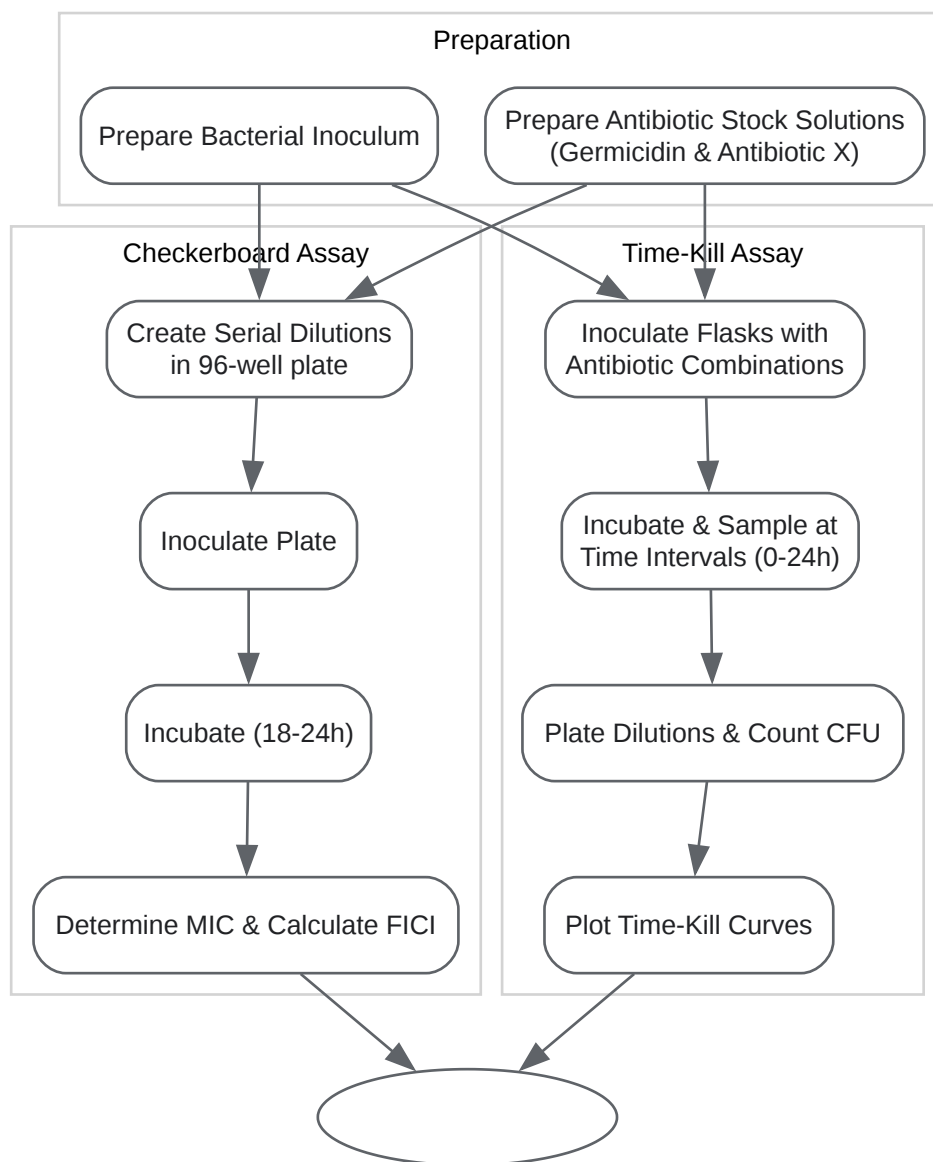 Preparation
Prepare Bacterial Inoculum
Prepare Antibiotic Stock Solutions
(Germicidin & Antibiotic X)
Checkerboard Assay
Time-Kill Assay
Create Serial Dilutions
in 96-well plate
Inoculate Flasks with
Antibiotic Combinations
Inoculate Plate
Incubate & Sample at
Time Intervals (0-24h)
Incubate (18-24h)
Plate Dilutions & Count CFU
Determine MIC & Calculate FICI
Plot Time-Kill Curves